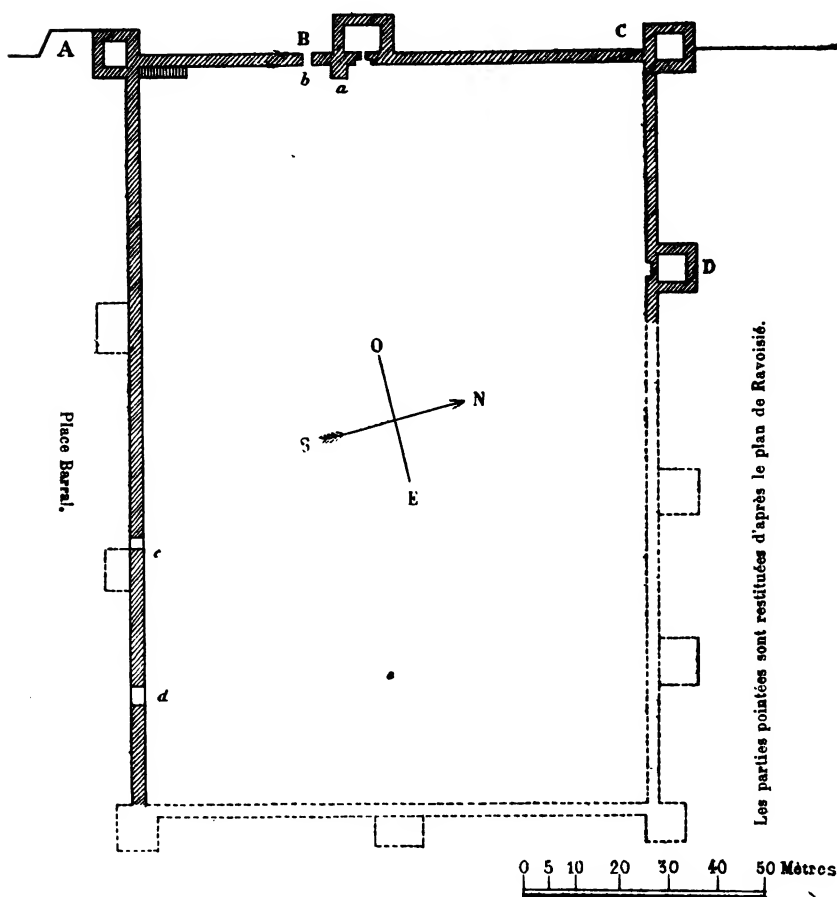 A
B
C
b
a
D
O
N
S
E
Place Barral.
c
d
e
Les parties pointées sont restituées d'après le plan de Ravoisié.
0 5 10 20 30 40 50 Mètres